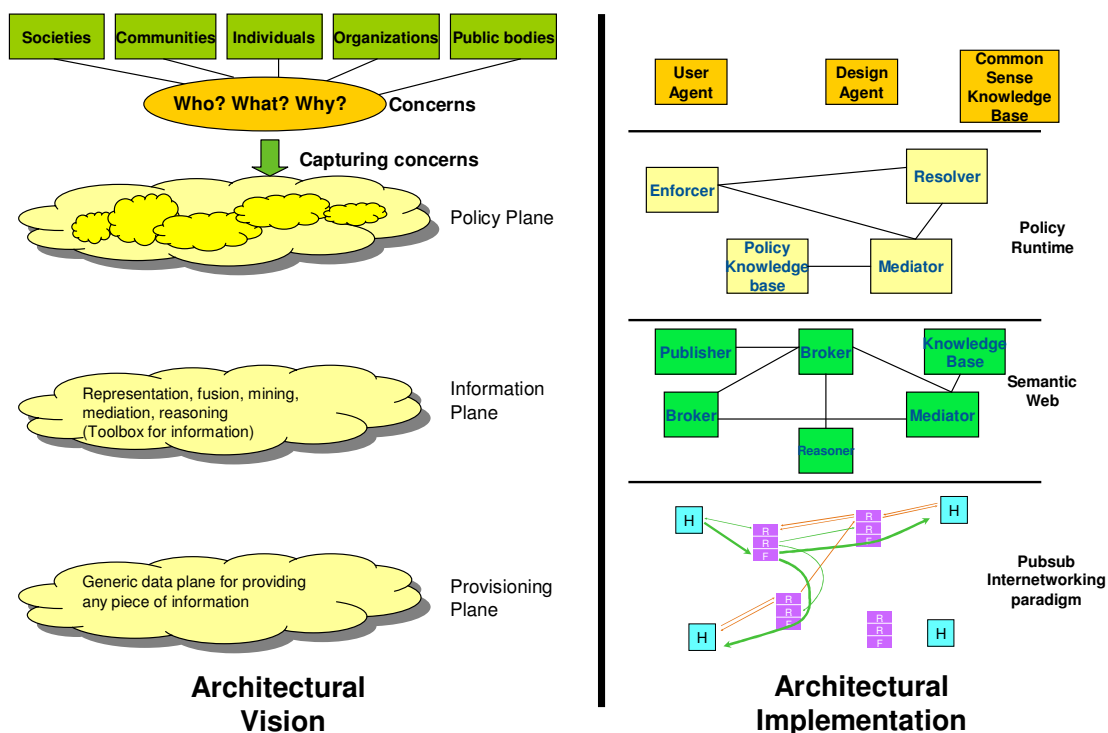 Societies
Communities
Individuals
Organizations
Public bodies
Who? What? Why?
Concerns
Capturing concerns
Policy Plane
Representation, fusion, mining,
mediation, reasoning
(Toolbox for information)
Information
Plane
Generic data plane for providing
any piece of information
Provisioning
Plane
Architectural
Vision
User
Agent
Design
Agent
Common
Sense
Knowledge
Base
Enforcer
Resolver
Policy
Knowledge
base
Mediator
Policy
Runtime
Publisher
Broker
Knowledge
Base
Broker
Mediator
Reasoner
Semantic
Web
H
R
R
F
R
R
F
H
R
R
F
H
R
R
F
H
Pubsub
Internetworking
paradigm
Architectural
Implementation